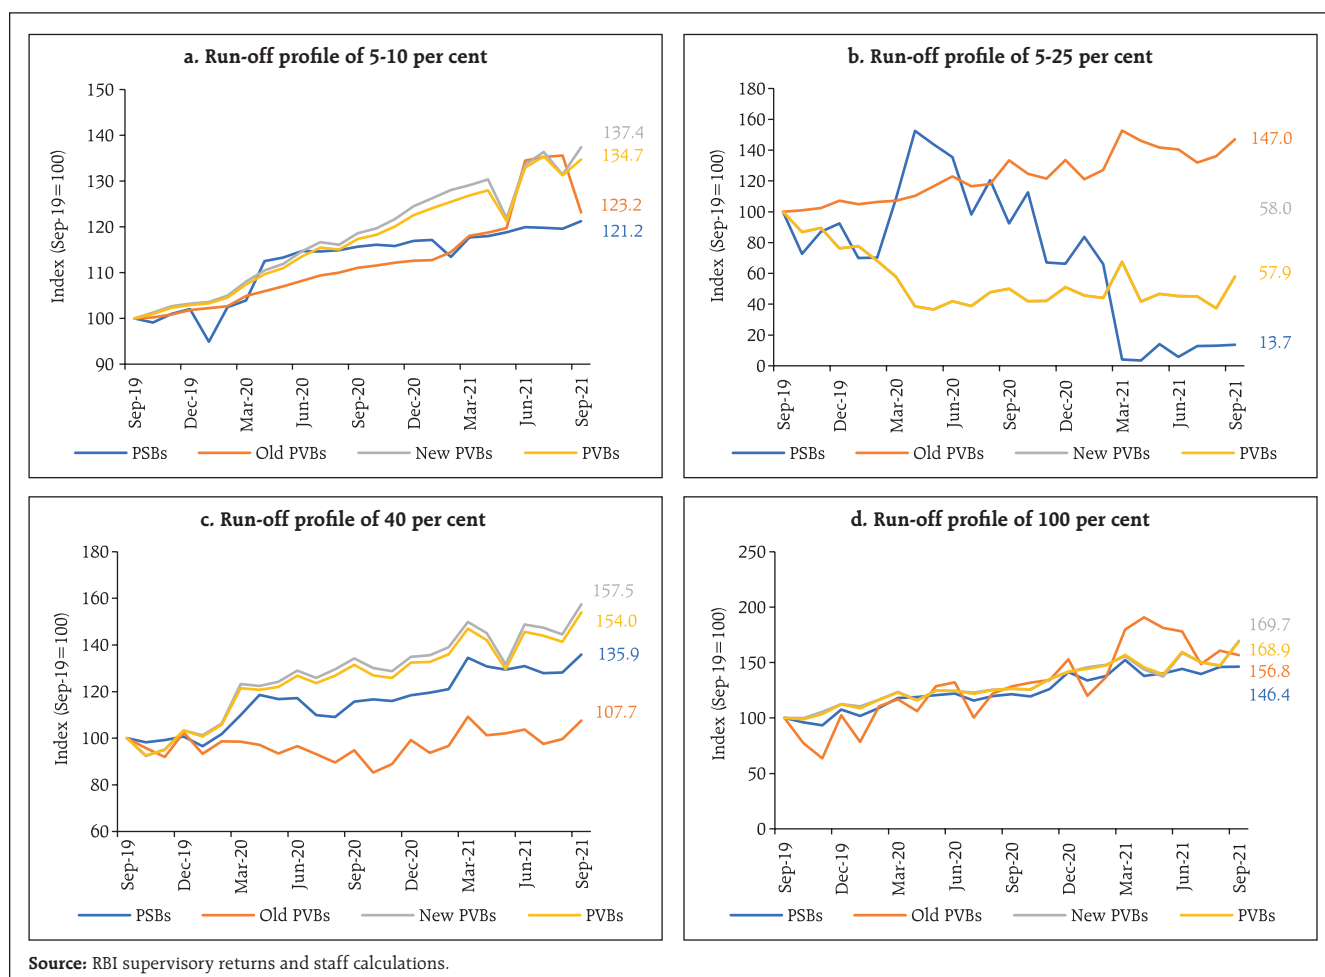 a. Run-off profile of 5-10 per cent
Index (Sep-19=100)
150
140
130
120
110
100
90
137.4
134.7
123.2
121.2
Sep-19
Dec-19
Mar-20
Jun-20
Sep-20
Dec-20
Mar-21
Jun-21
Sep-21
PSBs Old PVBs New PVBs PVBs
b. Run-off profile of 5-25 per cent
Index (Sep-19=100)
180
160
140
120
100
80
60
40
20
0
147.0
58.0
57.9
13.7
Sep-19
Dec-19
Mar-20
Jun-20
Sep-20
Dec-20
Mar-21
Jun-21
Sep-21
PSBs Old PVBs New PVBs PVBs
c. Run-off profile of 40 per cent
Index (Sep-19=100)
180
160
140
120
100
80
60
157.5
154.0
135.9
107.7
Sep-19
Dec-19
Mar-20
Jun-20
Sep-20
Dec-20
Mar-21
Jun-21
Sep-21
PSBs Old PVBs New PVBs PVBs
d. Run-off profile of 100 per cent
Index (Sep-19=100)
250
200
150
100
50
0
169.7
168.9
156.8
146.4
Sep-19
Dec-19
Mar-20
Jun-20
Sep-20
Dec-20
Mar-21
Jun-21
Sep-21
PSBs Old PVBs New PVBs PVBs
Source: RBI supervisory returns and staff calculations.